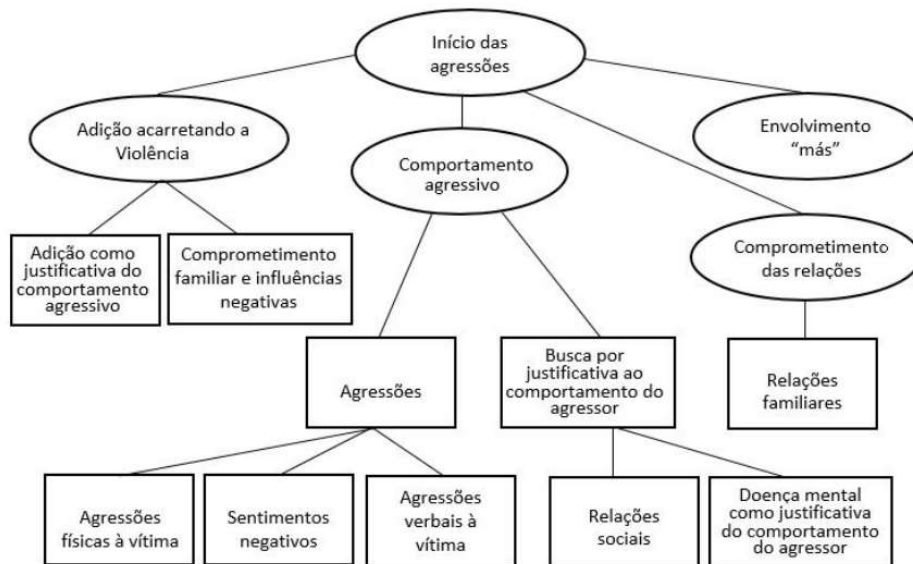 Início das
agressões
Adição acarretando a
Violência
Comportamento
agressivo
Envolvimento
“más”
Comprometimento
das relações
Adição como
justificativa do
comportamento
agressivo
Comprometimento
familiar e influências
negativas
Agressões
Busca por
justificativa ao
comportamento do
agressor
Relações
familiares
Agressões
físicas à vítima
Sentimentos
negativos
Agressões
verbais à
vítima
Relações
sociais
Doença mental
como justificativa
do comportamento
do agressor